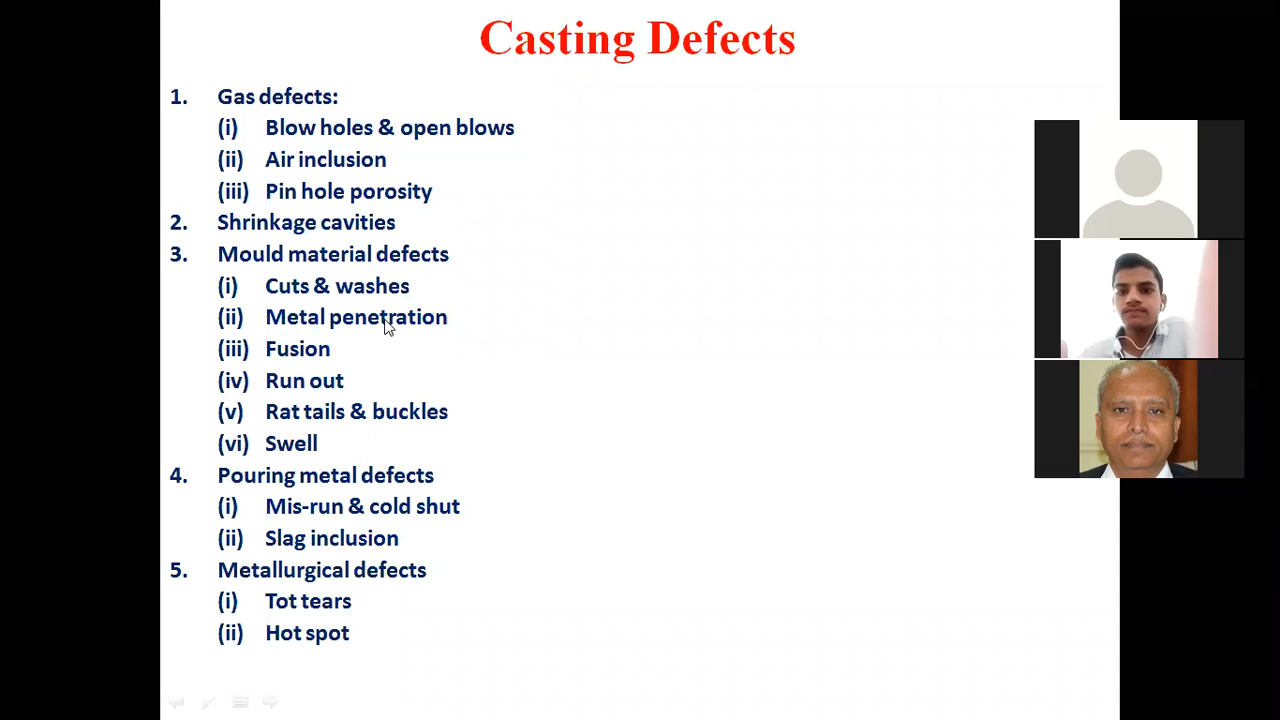 Casting Defects
1. Gas defects:
(i) Blow holes & open blows
(ii) Air inclusion
(iii) Pin hole porosity
2. Shrinkage cavities
3. Mould material defects
(i) Cuts & washes
(ii) Metal penetration
(iii) Fusion
(iv) Run out
(v) Rat tails & buckles
(vi) Swell
4. Pouring metal defects
(i) Mis-run & cold shut
(ii) Slag inclusion
5. Metallurgical defects
(i) Tot tears
(ii) Hot spot